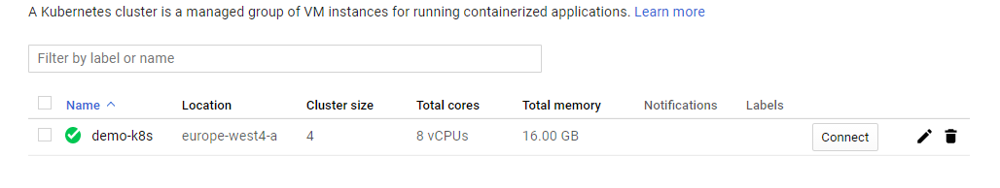 A Kubernetes cluster is a managed group of VM instances for running containerized applications. Learn more
Filter by label or name
Name Location Cluster size Total cores Total memory Notifications Labels
demo-k8s europe-west4-a 4 8 vCPUs 16.00 GB Connect